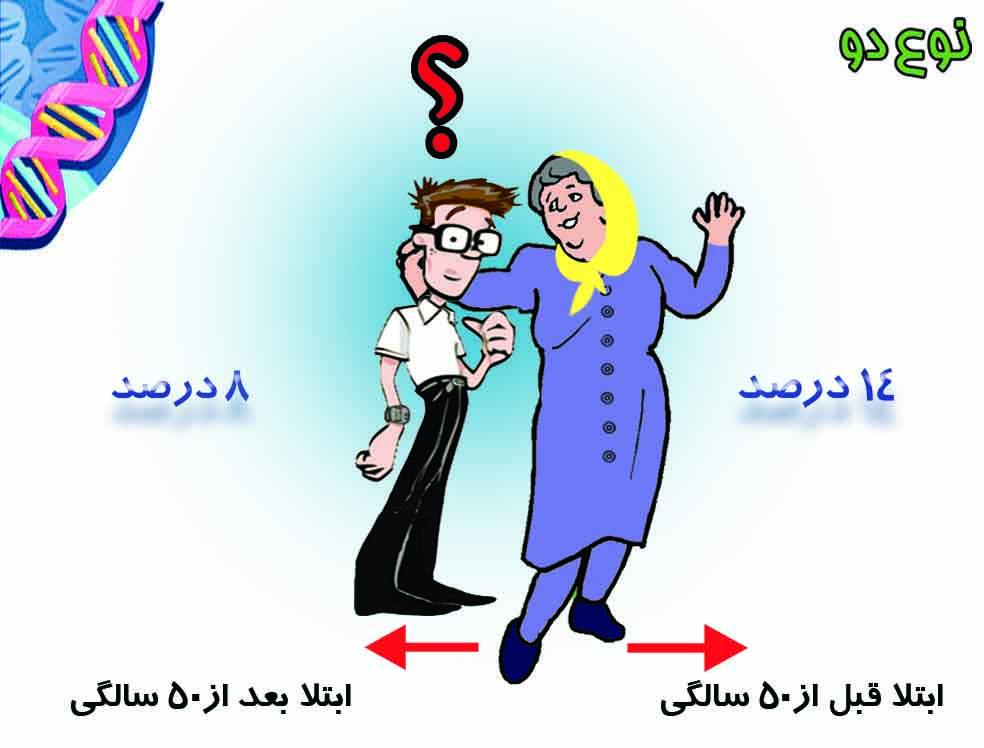 نوع دو
؟
۱۴ درصد
۸ درصد
ابتلا قبل از ۵۰ سالگی
ابتلا بعد از ۵۰ سالگی